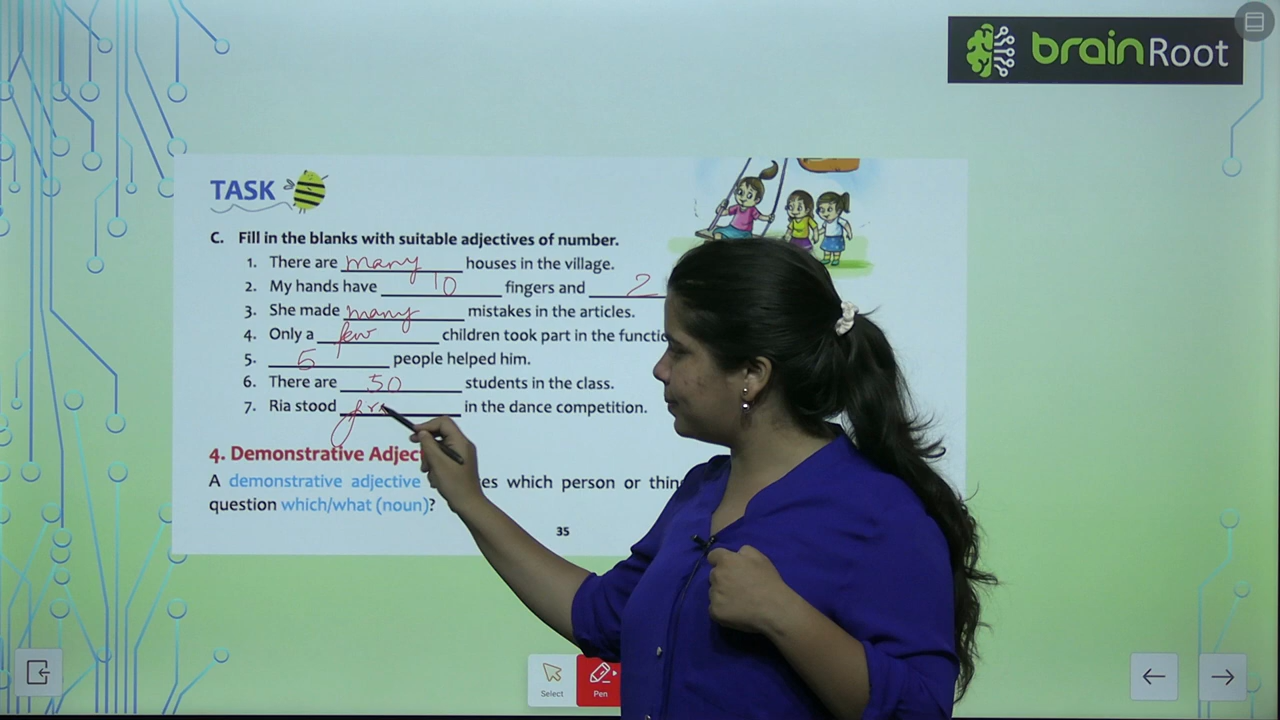 brainRoot
TASK
C. Fill in the blanks with suitable adjectives of number.
1. There are many houses in the village.
2. My hands have 10 fingers and 2
3. She made many mistakes in the articles.
4. Only a few children took part in the functio
5. 5 people helped him.
6. There are 50 students in the class.
7. Ria stood in the dance competition.
4. Demonstrative Adjec
A demonstrative adjective es which person or thin
question which/what (noun)?
35
Select
Pen